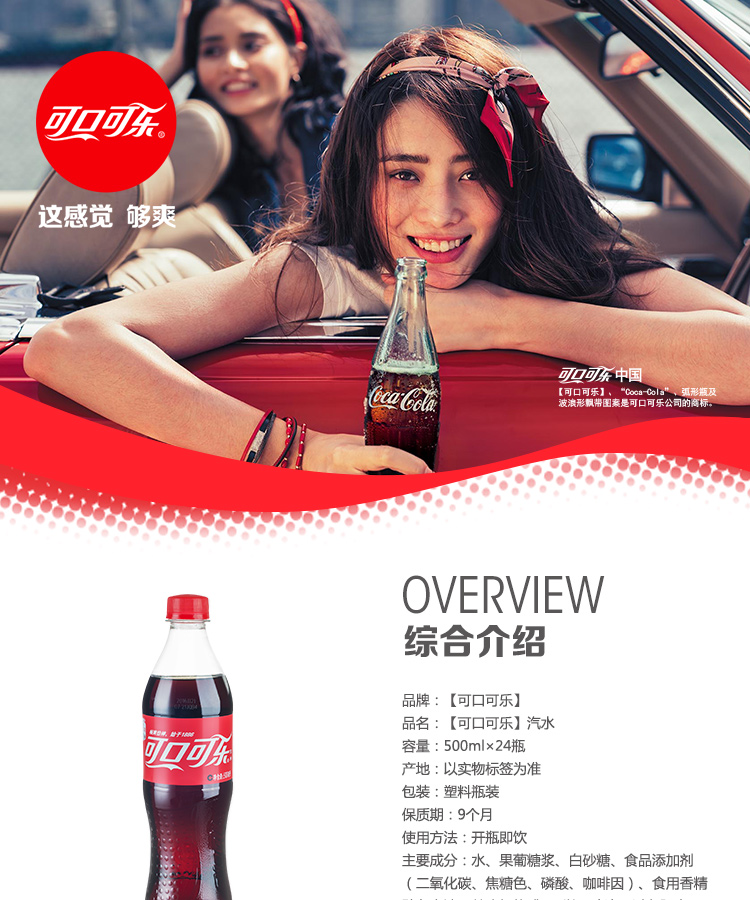 可口可乐®
这感觉 够爽
Coca-Cola
可口可乐中国
【可口可乐】、“Coca-Cola”、弧形瓶及
波浪形飘带图案是可口可乐公司的商标。
OVERVIEW
综合介绍
可口可乐
品牌：【可口可乐】
品名：【可口可乐】汽水
容量：500ml×24瓶
产地：以实物标签为准
包装：塑料瓶装
保质期：9个月
使用方法：开瓶即饮
主要成分：水、果葡糖浆、白砂糖、食品添加剂
（二氧化碳、焦糖色、磷酸、咖啡因）、食用香精